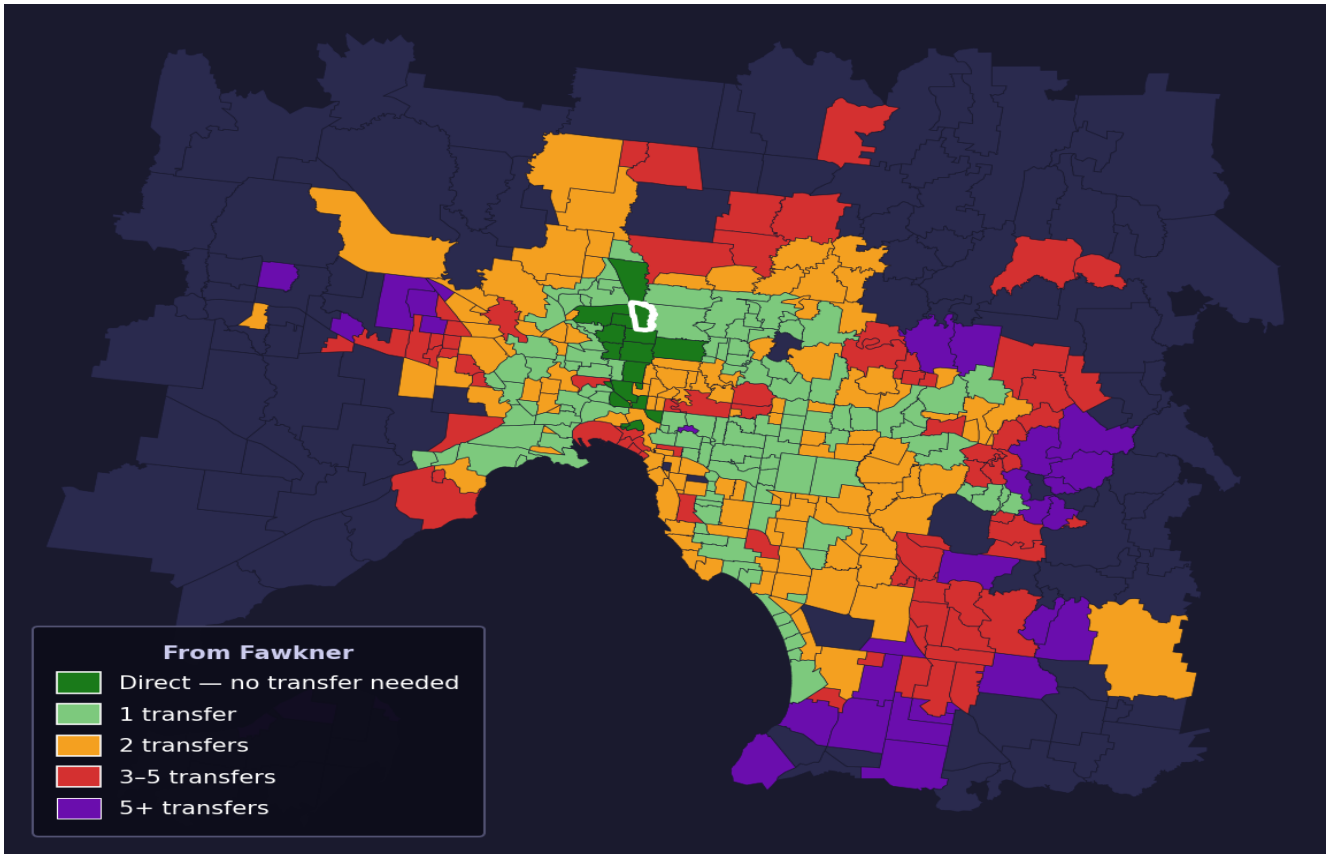 From Fawkner
Direct — no transfer needed
1 transfer
2 transfers
3–5 transfers
5+ transfers